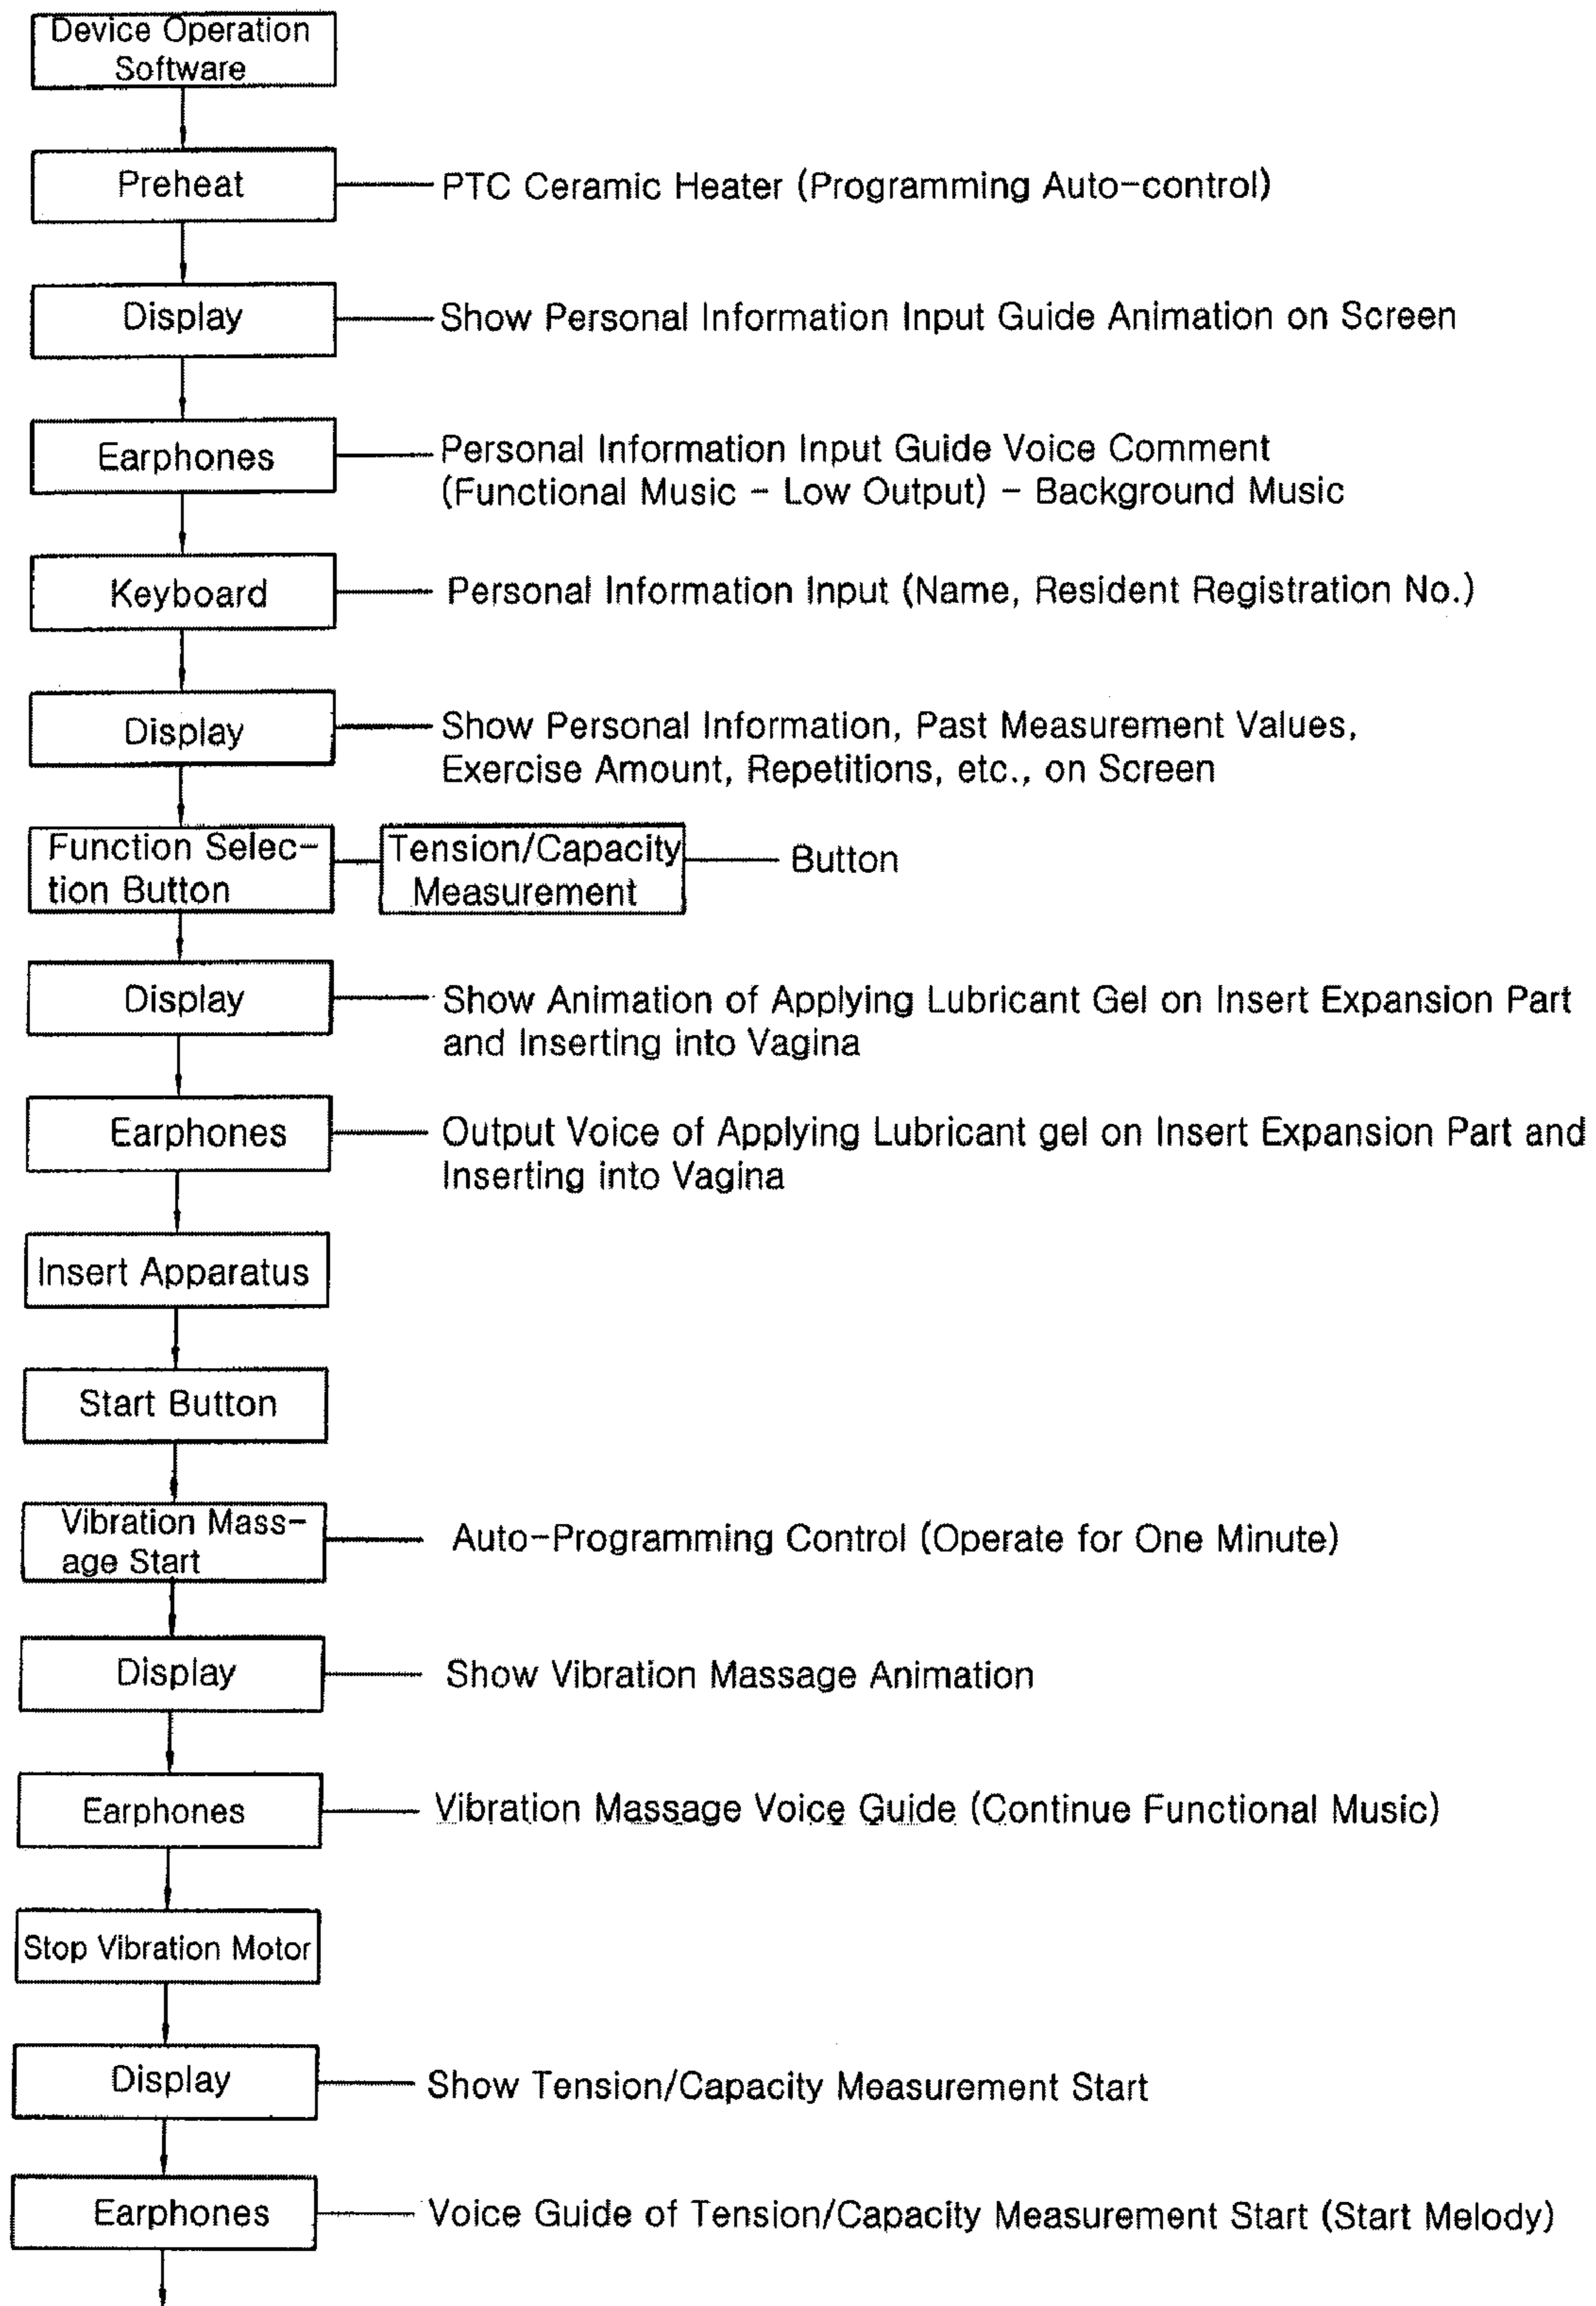 Device Operation
Software
Preheat
PTC Ceramic Heater (Programming Auto-control)
Display
Show Personal Information Input Guide Animation on Screen
Earphones
Personal Information Input Guide Voice Comment
(Functional Music - Low Output) - Background Music
Keyboard
Personal Information Input (Name, Resident Registration No.)
Display
Show Personal Information, Past Measurement Values,
Exercise Amount, Repetitions, etc., on Screen
Function Selec-
tion Button
Tension/Capacity
Measurement
Button
Display
Show Animation of Applying Lubricant Gel on Insert Expansion Part
and Inserting into Vagina
Earphones
Output Voice of Applying Lubricant gel on Insert Expansion Part and
Inserting into Vagina
Insert Apparatus
Start Button
Vibration Mass-
age Start
Auto-Programming Control (Operate for One Minute)
Display
Show Vibration Massage Animation
Earphones
Vibration Massage Voice Guide (Continue Functional Music)
Stop Vibration Motor
Display
Show Tension/Capacity Measurement Start
Earphones
Voice Guide of Tension/Capacity Measurement Start (Start Melody)